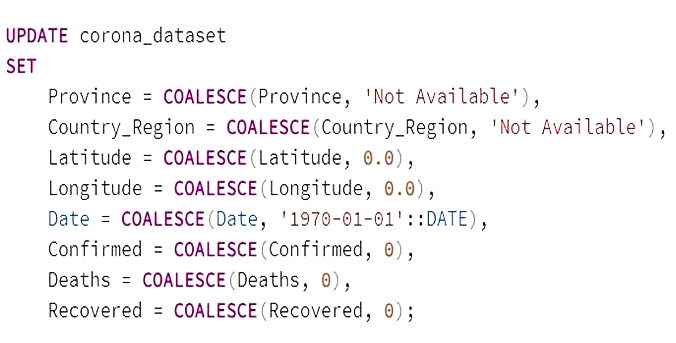 UPDATE corona_dataset
SET
Province = COALESCE(Province, 'Not Available'),
Country_Region = COALESCE(Country_Region, 'Not Available'),
Latitude = COALESCE(Latitude, 0.0),
Longitude = COALESCE(Longitude, 0.0),
Date = COALESCE(Date, '1970-01-01'::DATE),
Confirmed = COALESCE(Confirmed, 0),
Deaths = COALESCE(Deaths, 0),
Recovered = COALESCE(Recovered, 0);